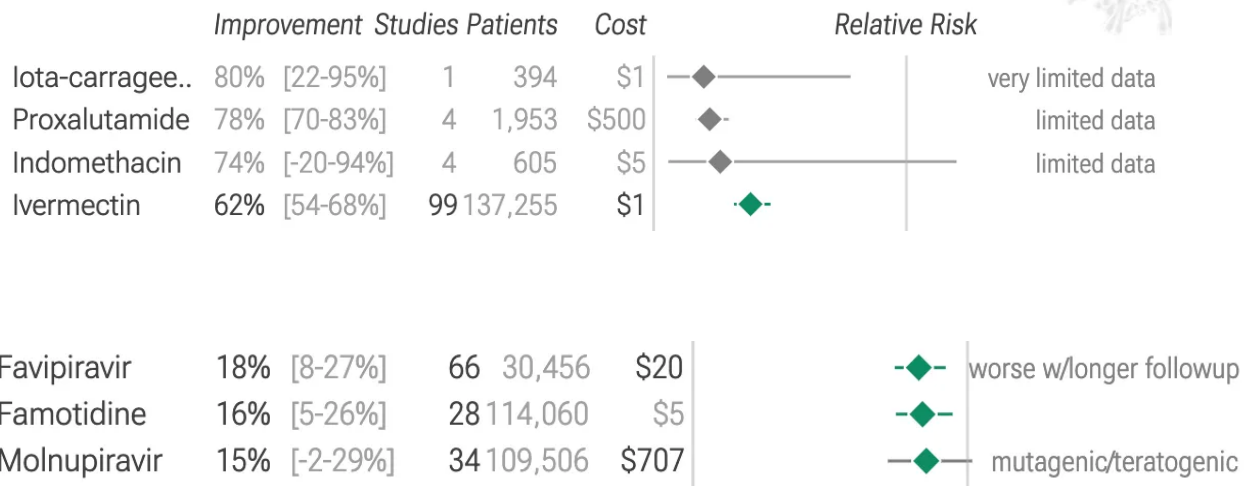 Improvement Studies Patients Cost Relative Risk
Iota-carragee.. 80% [22-95%] 1 394 $1 very limited data
Proxalutamide 78% [70-83%] 4 1,953 $500 limited data
Indomethacin 74% [-20-94%] 4 605 $5 limited data
Ivermectin 62% [54-68%] 99 137,255 $1
Favipiravir 18% [8-27%] 66 30,456 $20 worse w/longer followup
Famotidine 16% [5-26%] 28 114,060 $5
Molnupiravir 15% [-2-29%] 34 109,506 $707 mutagenic/teratogenic